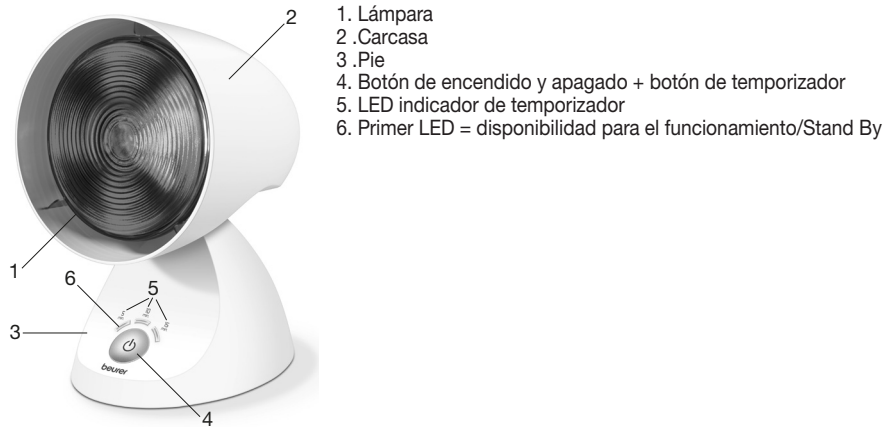 1. Lámpara
2 .Carcasa
3 .Pie
4. Botón de encendido y apagado + botón de temporizador
5. LED indicador de temporizador
6. Primer LED = disponibilidad para el funcionamiento/Stand By
2
1
6
5
3
beurer
4